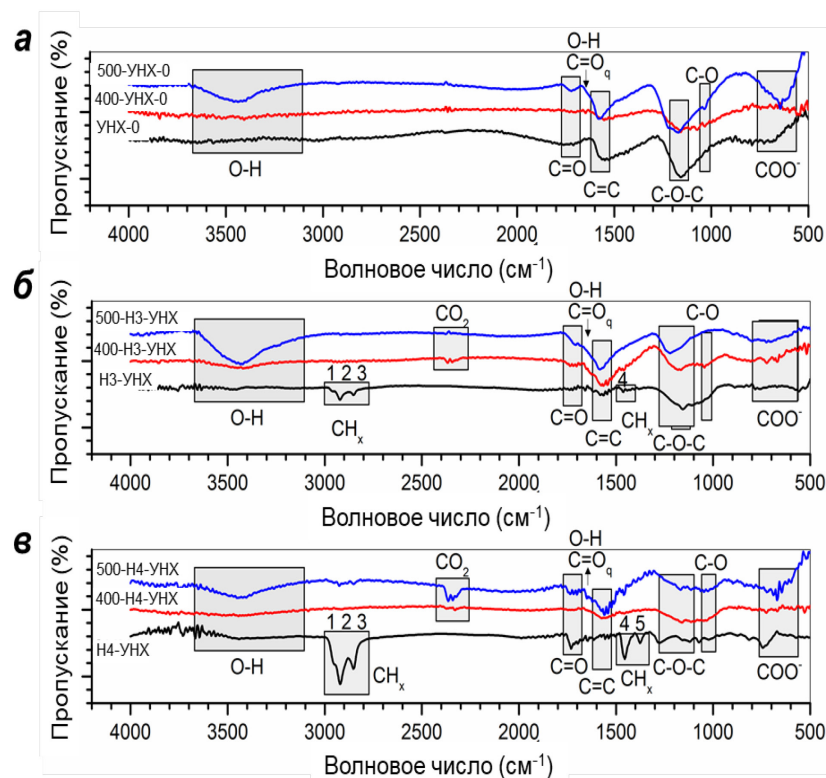 а
Пропускание (%)
500-УНХ-0
400-УНХ-0
УНХ-0
O-H
O-H
C=Oq
C=O
C=C
C-O
C-O-C
COO-
4000 3500 3000 2500 2000 1500 1000 500
Волновое число (см-1)
б
Пропускание (%)
500-Н3-УНХ
400-Н3-УНХ
Н3-УНХ
O-H
1 2 3
CHx
CO2
O-H
C=Oq
C=O
C=C
4
CHx
C-O
C-O-C
COO-
4000 3500 3000 2500 2000 1500 1000 500
Волновое число (см-1)
в
Пропускание (%)
500-Н4-УНХ
400-Н4-УНХ
Н4-УНХ
O-H
1 2 3
CHx
CO2
O-H
C=Oq
C=O
C=C
4 5
CHx
C-O
C-O-C
COO-
4000 3500 3000 2500 2000 1500 1000 500
Волновое число (см-1)